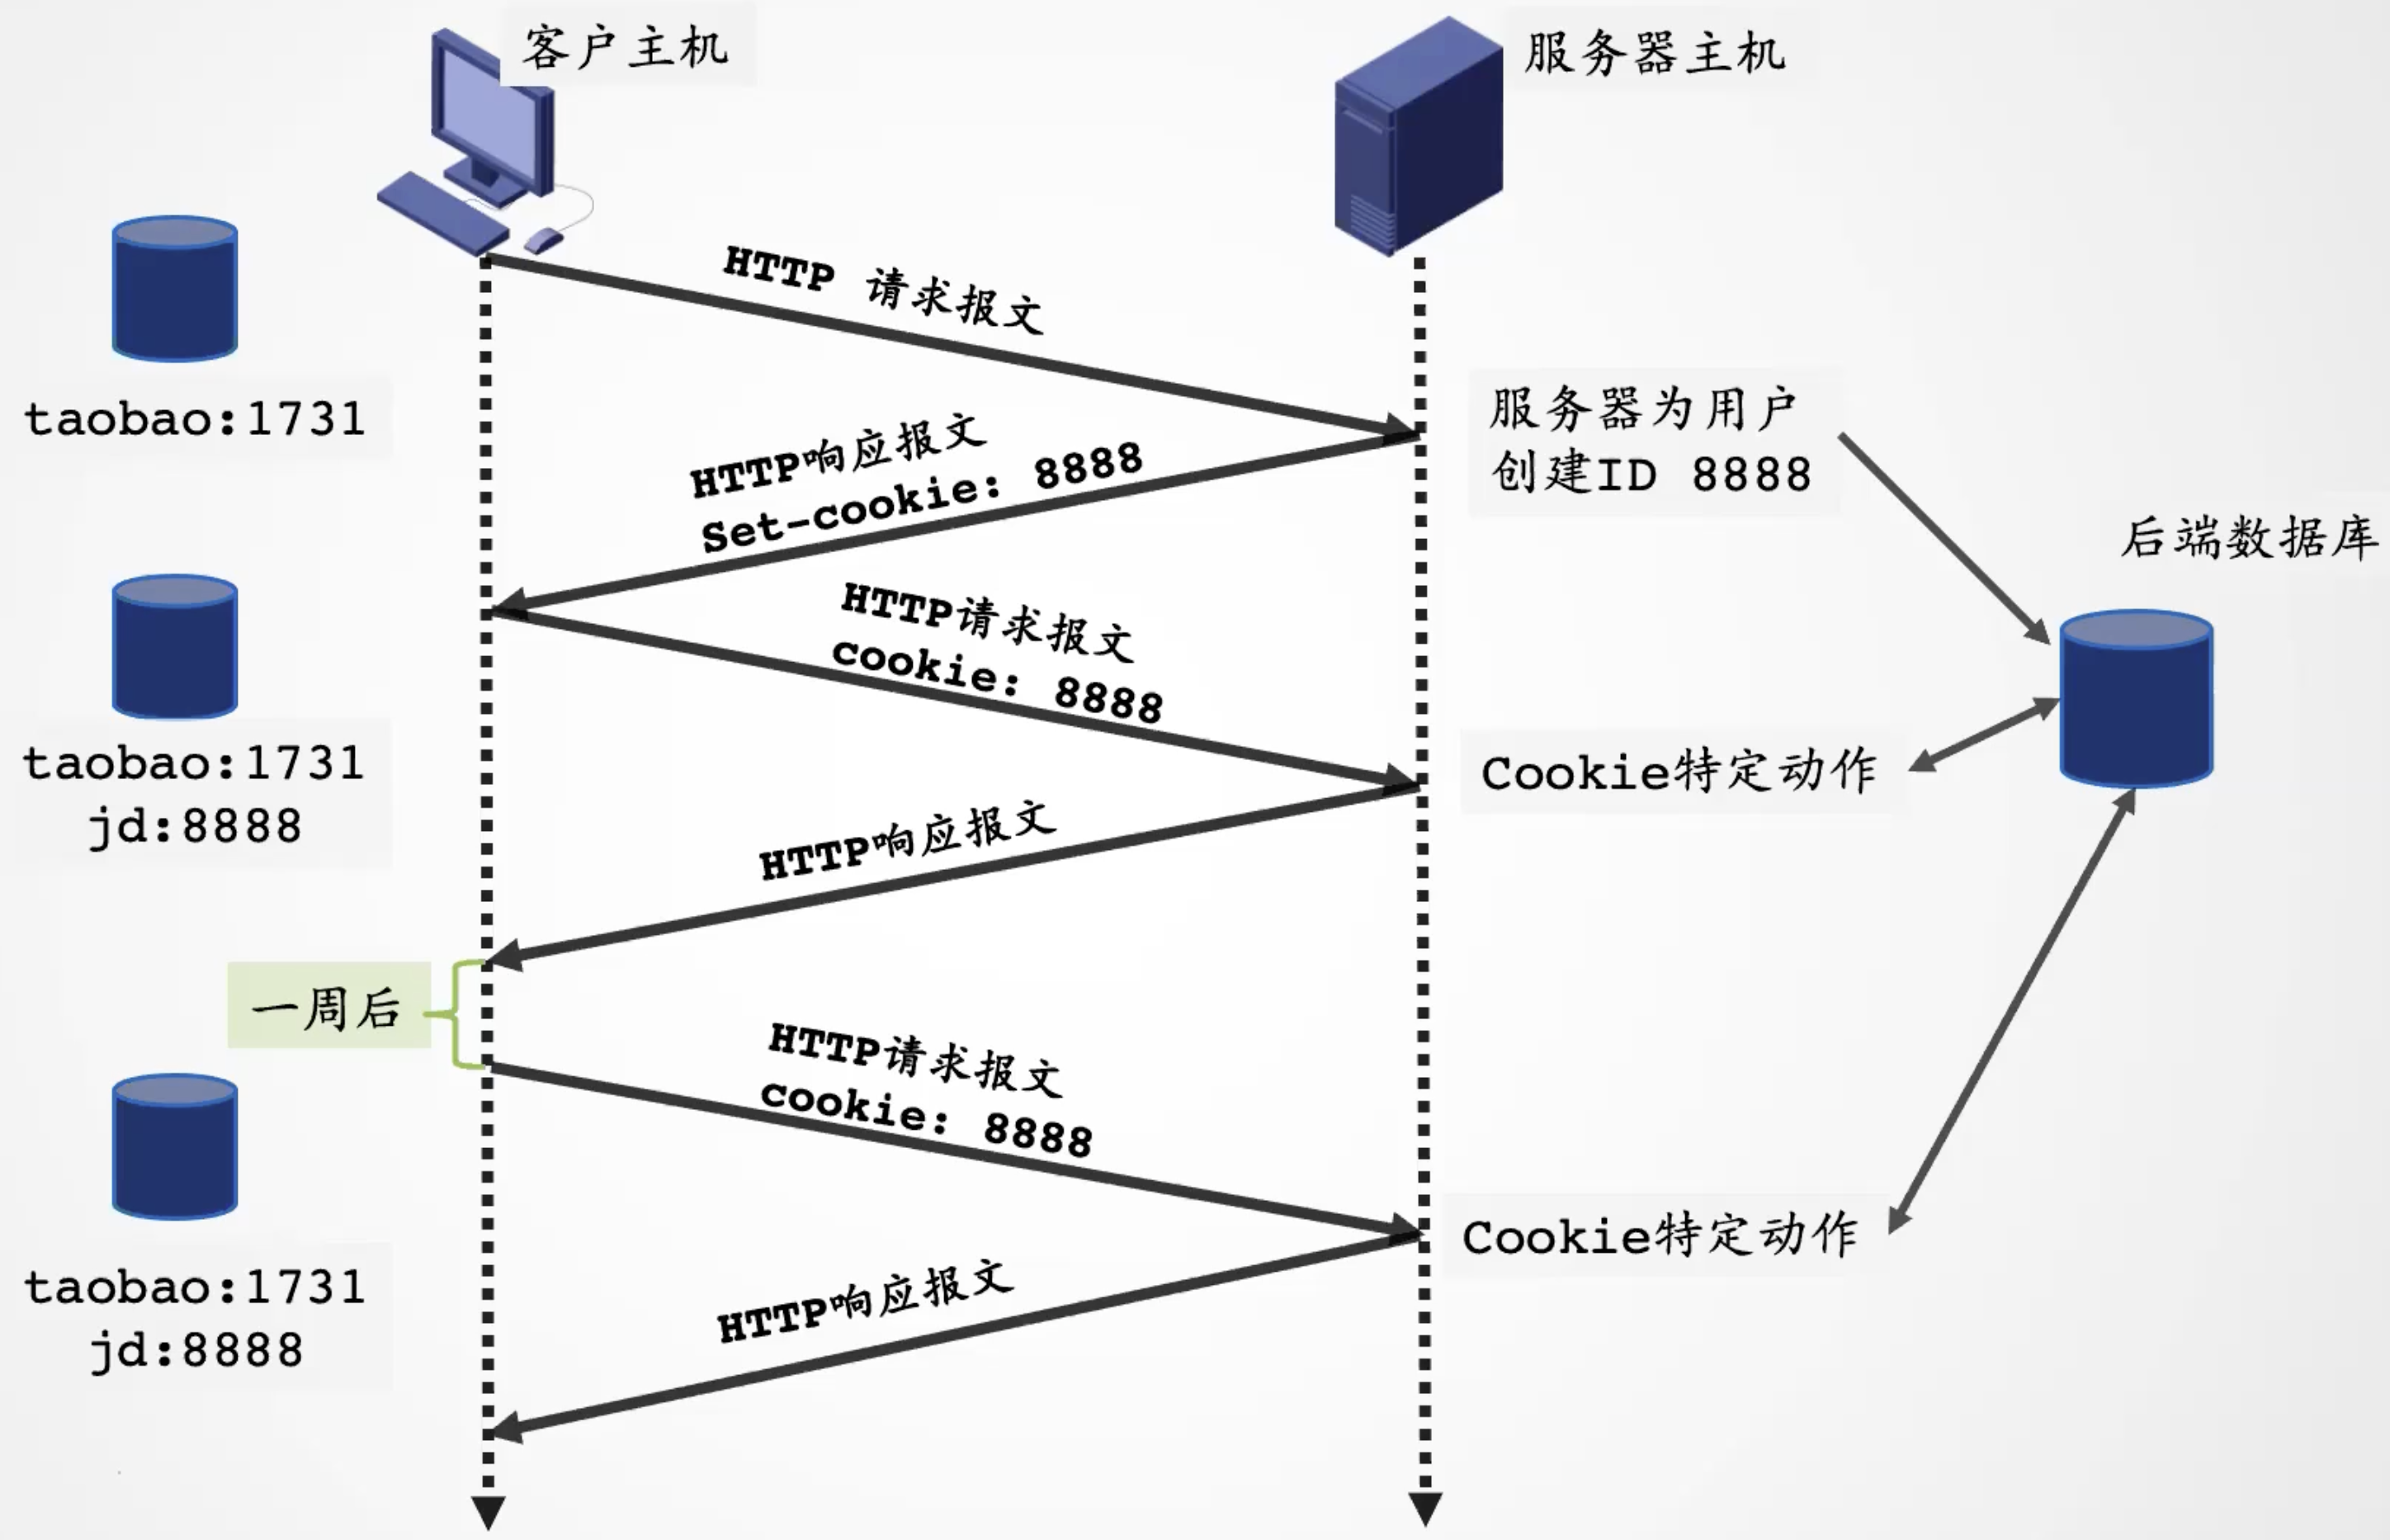 客户主机
服务器主机
HTTP 请求报文
taobao:1731
服务器为用户
创建ID 8888
HTTP响应报文
Set-cookie: 8888
后端数据库
HTTP请求报文
cookie: 8888
taobao:1731
jd:8888
Cookie特定动作
HTTP响应报文
一周后
HTTP请求报文
cookie: 8888
Cookie特定动作
taobao:1731
jd:8888
HTTP响应报文